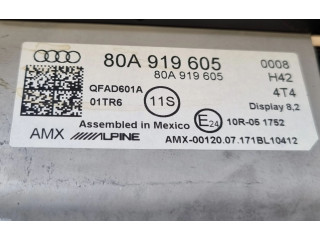 80A 919 605
80A 919 605
0008
H42
4T4
QFAD601A
01TR6
11S
Display 8,2
Assembled in Mexico
E24
10R-05 1752
AMX ALPINE
AMX-00120.07.171BL10412